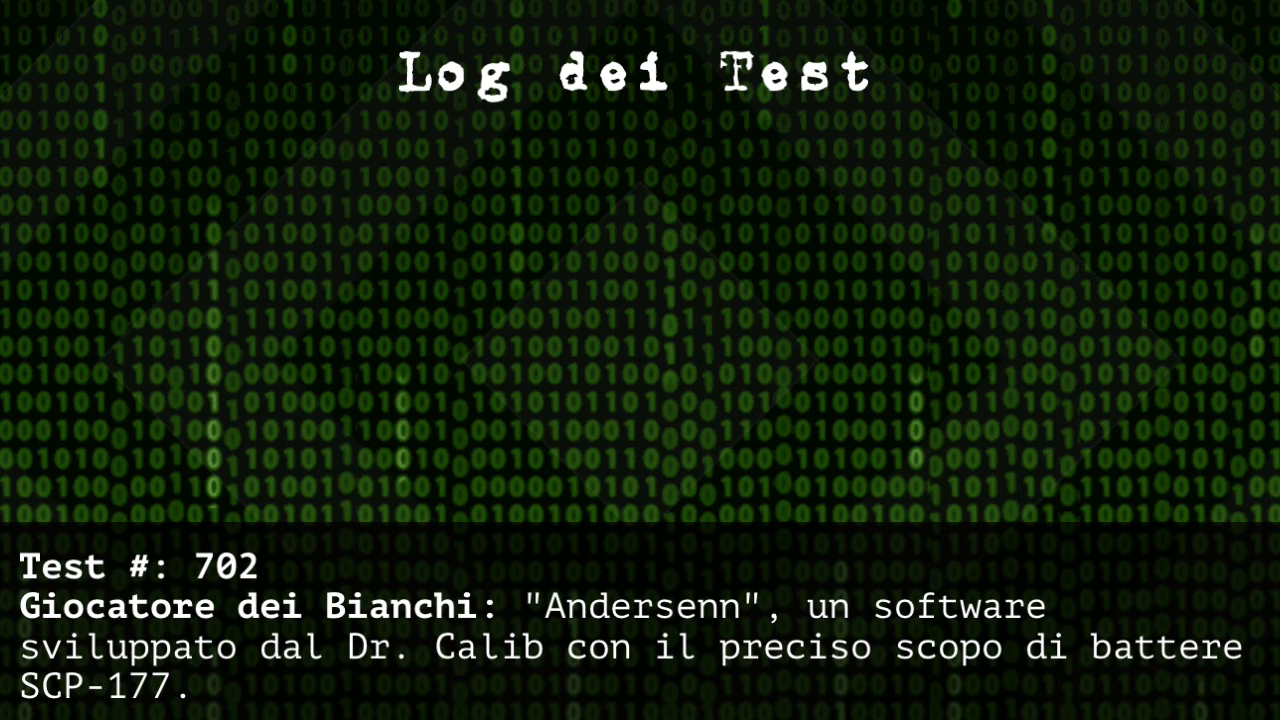 Log dei Test
Test #: 702
Giocatore dei Bianchi: "Andersenn", un software
sviluppato dal Dr. Calib con il preciso scopo di battere
SCP-177.